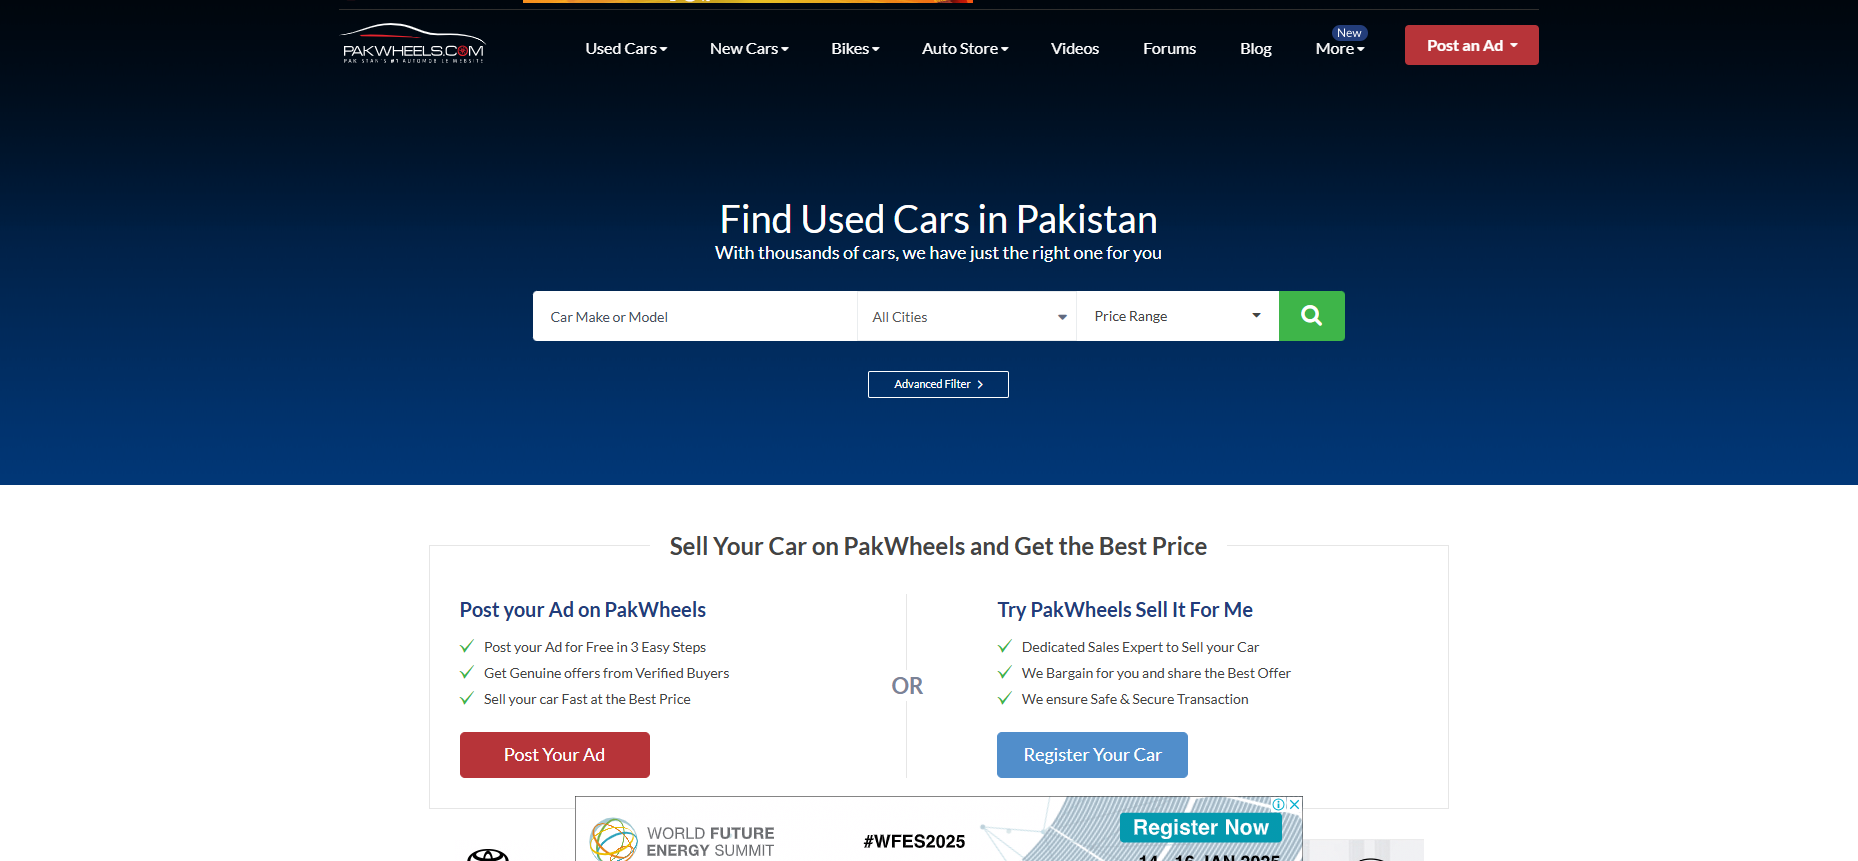 PAKWHEELS.COM
PAKISTAN'S #1 AUTOMOBILE WEBSITE
Used Cars
New Cars
Bikes
Auto Store
Videos
Forums
Blog
New
More
Post an Ad
Find Used Cars in Pakistan
With thousands of cars, we have just the right one for you
Car Make or Model
All Cities
Price Range
Advanced Filter
Sell Your Car on PakWheels and Get the Best Price
Post your Ad on PakWheels
Post your Ad for Free in 3 Easy Steps
Get Genuine offers from Verified Buyers
Sell your car Fast at the Best Price
Post Your Ad
OR
Try PakWheels Sell It For Me
Dedicated Sales Expert to Sell your Car
We Bargain for you and share the Best Offer
We ensure Safe & Secure Transaction
Register Your Car
WORLD FUTURE
ENERGY SUMMIT
#WFES2025
Register Now
14 - 16 JAN 2025